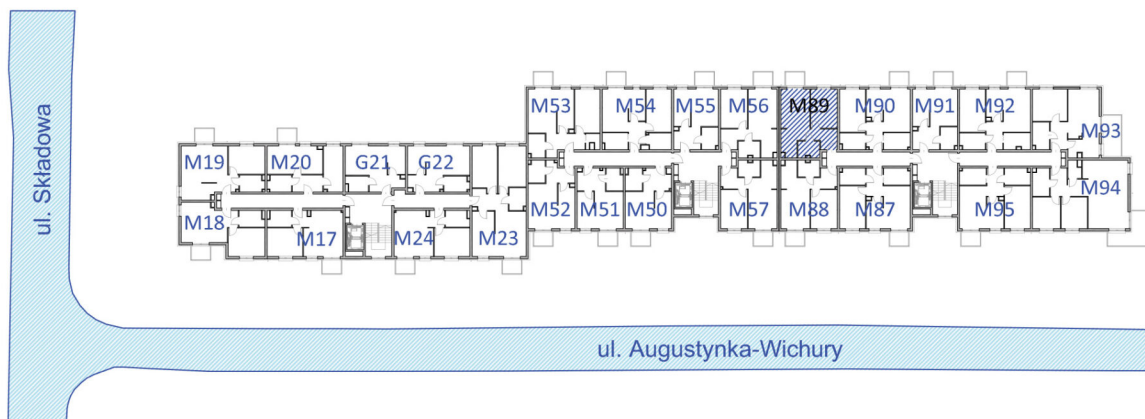 ul. Składowa
M53
M54
M55
M56
M89
M90
M91
M92
M93
M19
M20
G21
G22
M94
M18
M17
M24
M23
M52
M51
M50
M57
M88
M87
M95
ul. Augustynka-Wichury